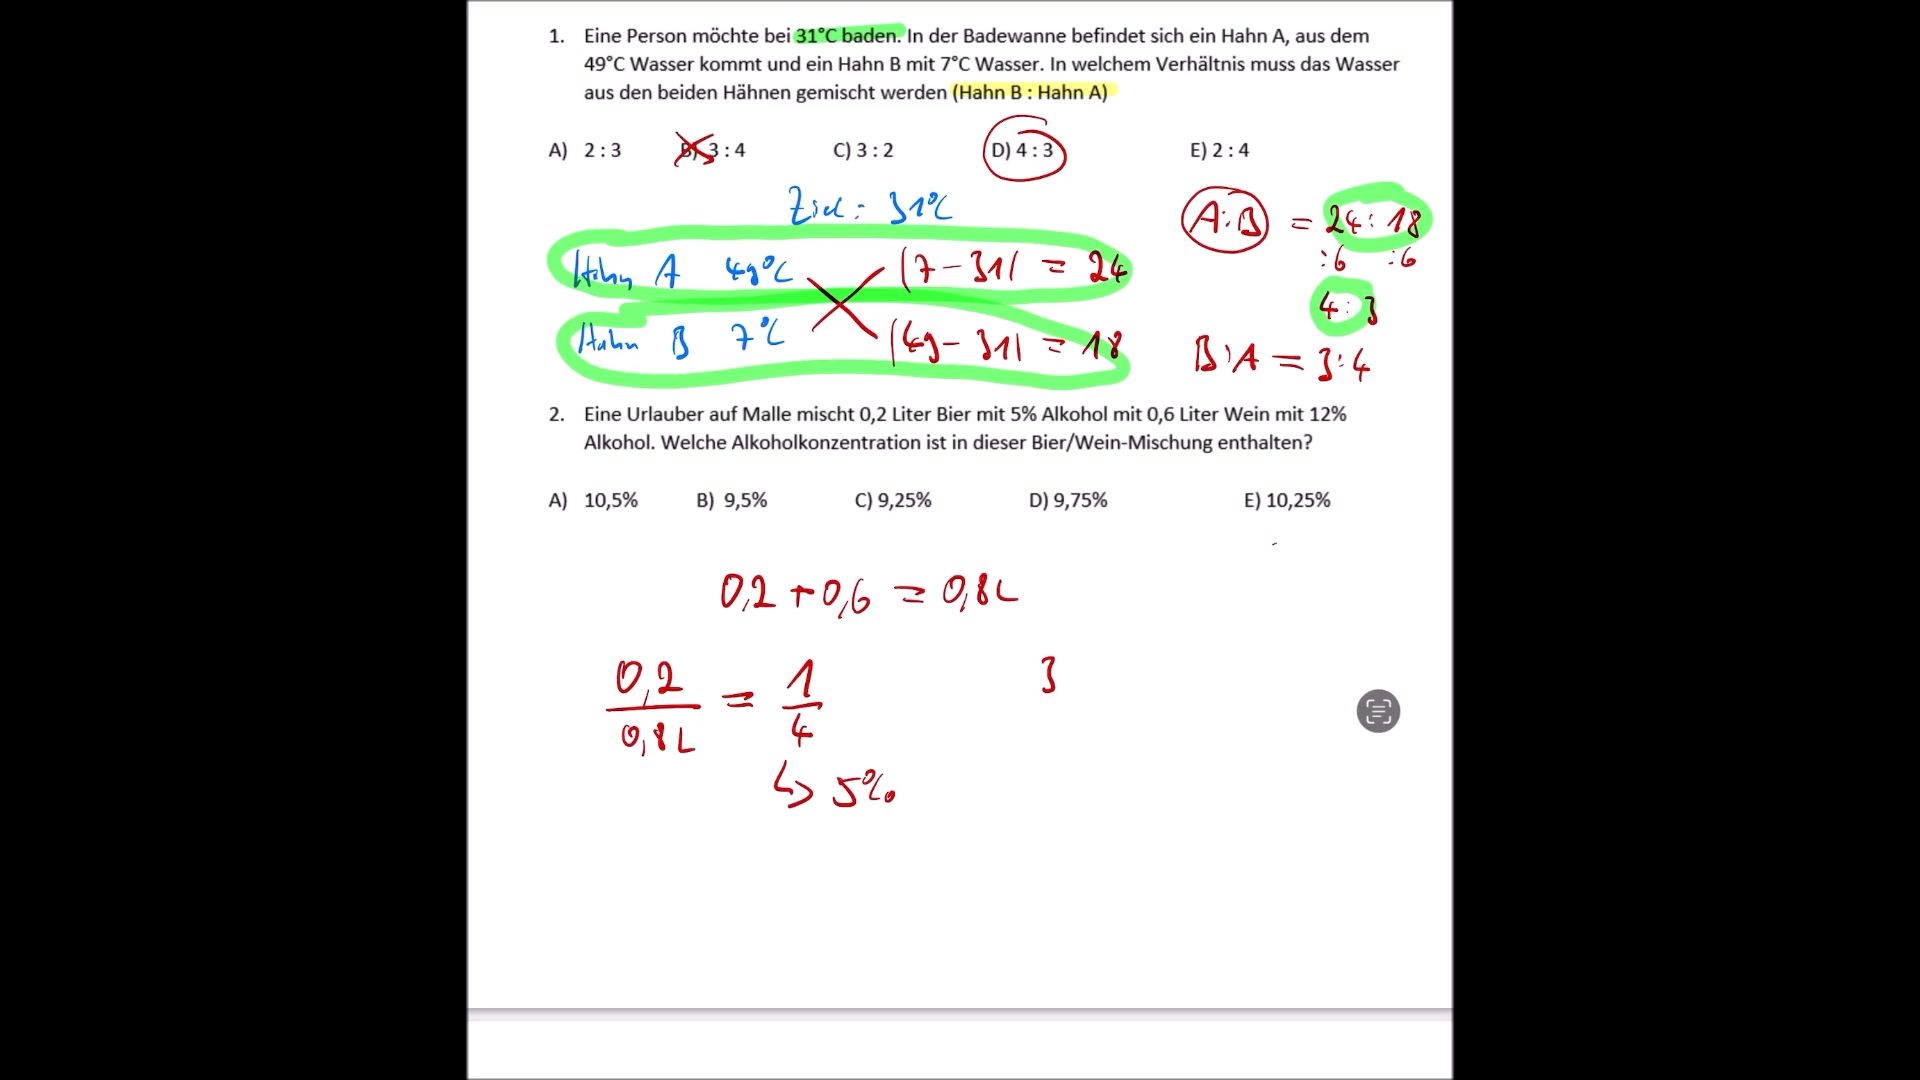 1. Eine Person möchte bei 31°C baden. In der Badewanne befindet sich ein Hahn A, aus dem
49°C Wasser kommt und ein Hahn B mit 7°C Wasser. In welchem Verhältnis muss das Wasser
aus den beiden Hähnen gemischt werden (Hahn B : Hahn A)
A) 2 : 3 B) 3 : 4 C) 3 : 2 D) 4 : 3 E) 2 : 4
Ziel: 31°C
A:B = 24:18
:6 :6
Hahn A 49°C |7-31| = 24
4:3
Hahn B 7°C |49-31| = 18
B:A = 3:4
2. Eine Urlauber auf Malle mischt 0,2 Liter Bier mit 5% Alkohol mit 0,6 Liter Wein mit 12%
Alkohol. Welche Alkoholkonzentration ist in dieser Bier/Wein-Mischung enthalten?
A) 10,5% B) 9,5% C) 9,25% D) 9,75% E) 10,25%
0,2 + 0,6 = 0,8L
0,2 / 0,8L = 1/4 3
↳ 5%